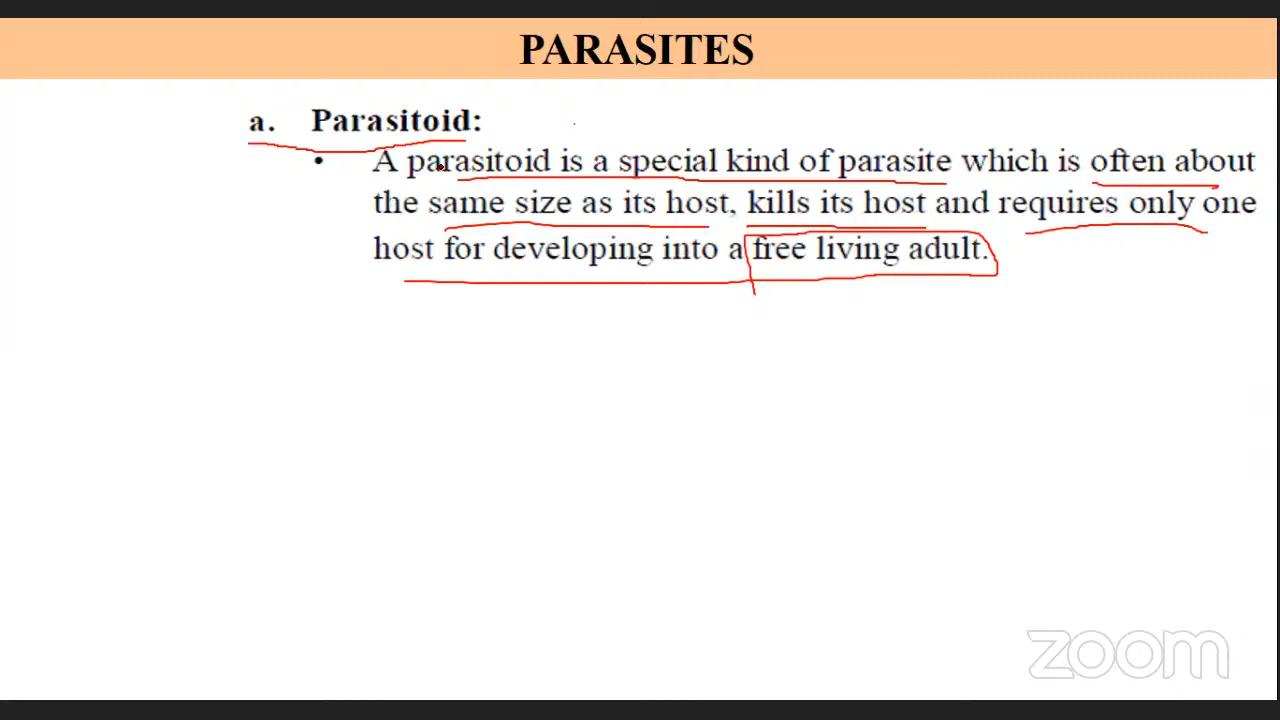 PARASITES
a. Parasitoid:
• A parasitoid is a special kind of parasite which is often about
the same size as its host, kills its host and requires only one
host for developing into a free living adult.
zoom